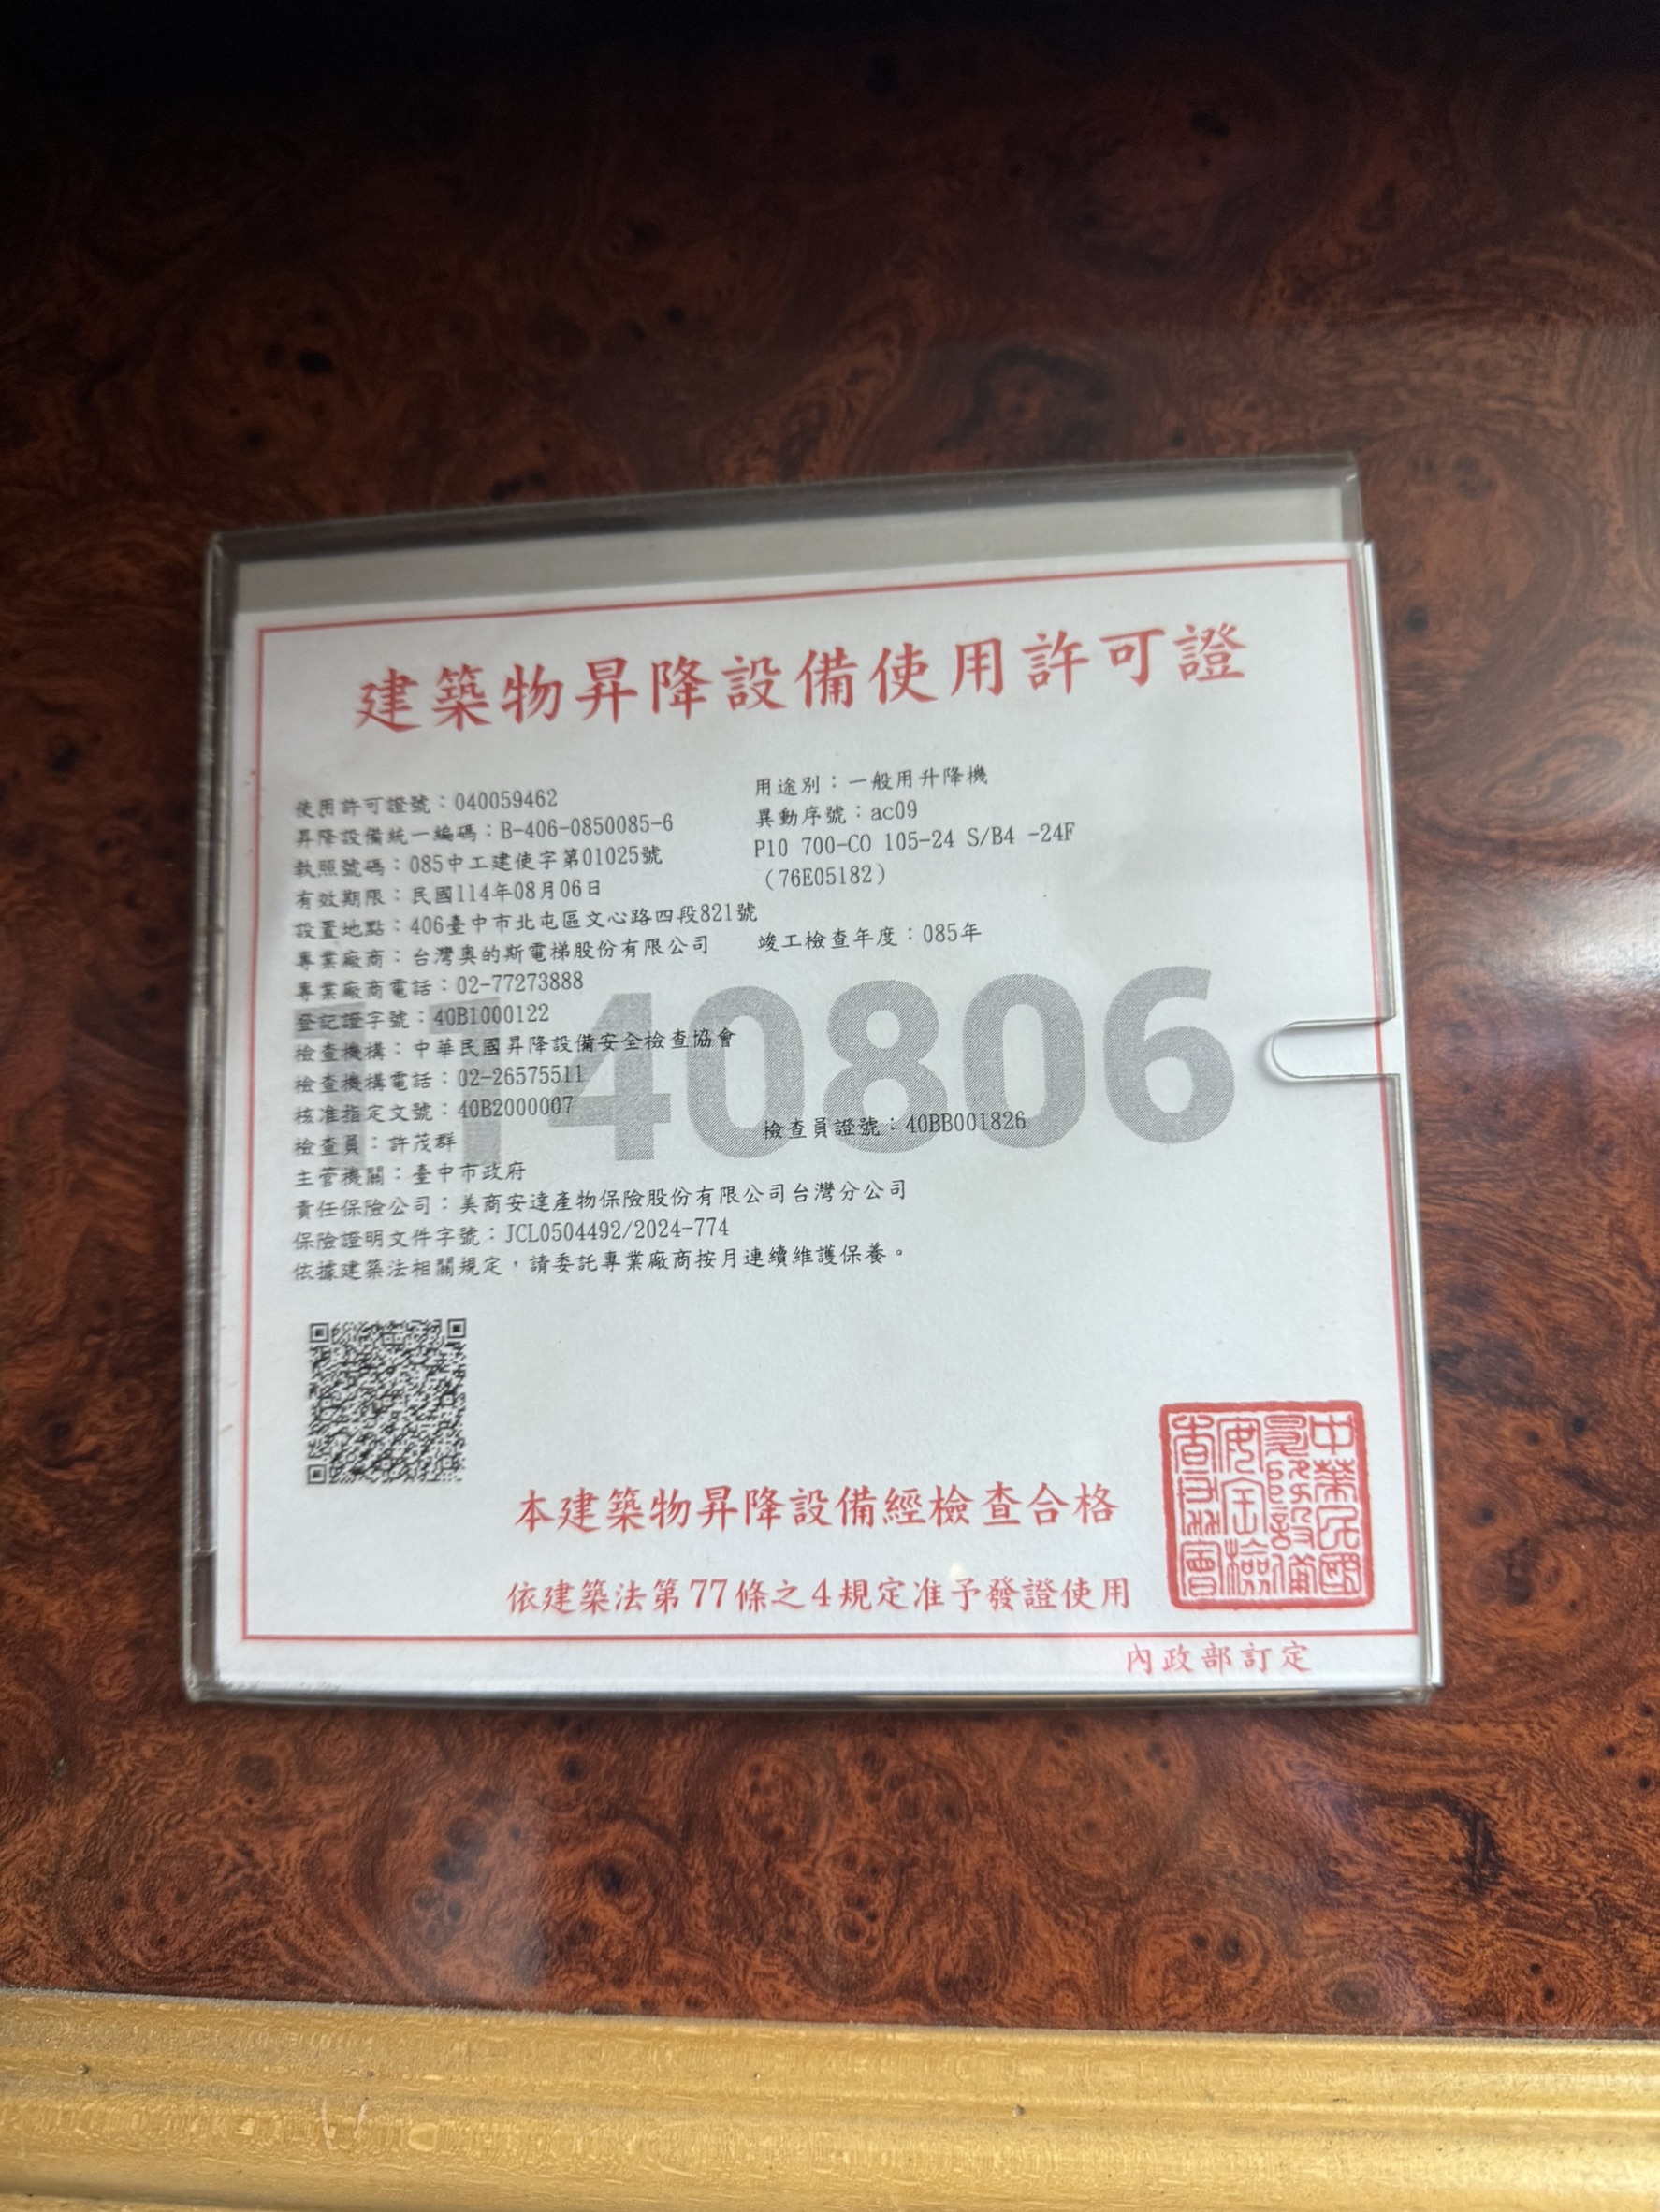 建築物昇降設備使用許可證
使用許可證號：040059462
用途別：一般用升降機
昇降設備統一編碼：B-406-0850085-6
異動序號：ac09
執照號碼：085中工建使字第01025號
P10 700-CO 105-24 S/B4 -24F
(76E05182)
有效期限：民國114年08月06日
設置地點：406臺中市北屯區文心路四段821號
專業廠商：台灣奧的斯電梯股份有限公司
竣工檢查年度：085年
專業廠商電話：02-77273888
登記證字號：40B1000122
檢查機構：中華民國昇降設備安全檢查協會
檢查機構電話：02-26575511
核准指定文號：40B2000007
檢查員：許茂群
檢查員證號：40BB001826
主管機關：臺中市政府
責任保險公司：美商安達產物保險股份有限公司台灣分公司
保險證明文件字號：JCL0504492/2024-774
依據建築法相關規定，請委託專業廠商按月連續維護保養。
1140806
本建築物昇降設備經檢查合格
依建築法第77條之4規定准予發證使用
中華民國昇降設備安全檢查協會
內政部訂定